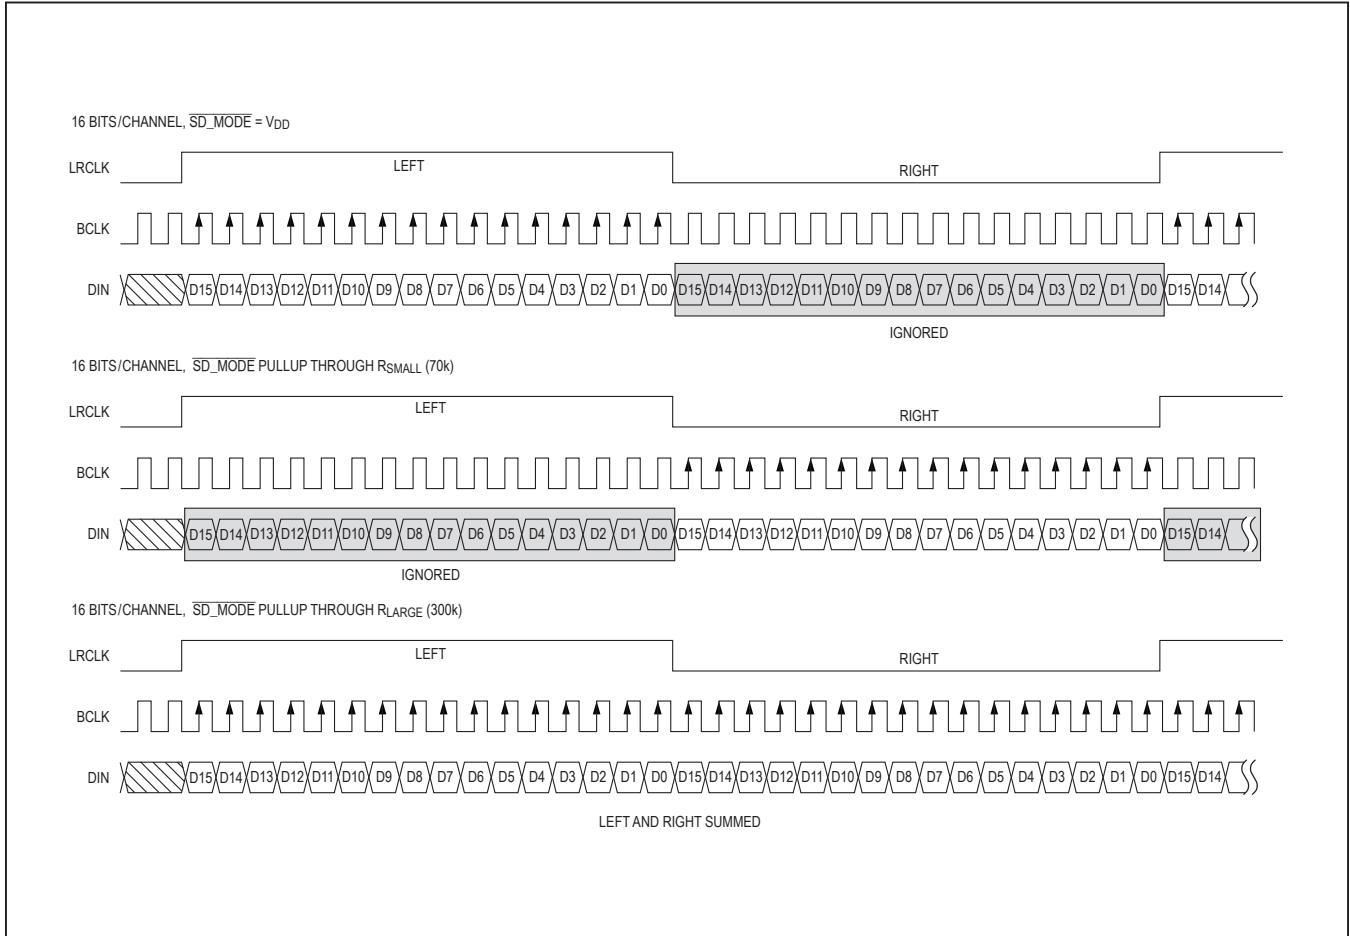 16 BITS/CHANNEL, SD_MODE = VDD
LRCLK LEFT RIGHT
BCLK
DIN D15 D14 D13 D12 D11 D10 D9 D8 D7 D6 D5 D4 D3 D2 D1 D0 D15 D14 D13 D12 D11 D10 D9 D8 D7 D6 D5 D4 D3 D2 D1 D0 D15 D14
IGNORED
16 BITS/CHANNEL, SD_MODE PULLUP THROUGH RSMALL (70k)
LRCLK LEFT RIGHT
BCLK
DIN D15 D14 D13 D12 D11 D10 D9 D8 D7 D6 D5 D4 D3 D2 D1 D0 D15 D14 D13 D12 D11 D10 D9 D8 D7 D6 D5 D4 D3 D2 D1 D0 D15 D14
IGNORED
16 BITS/CHANNEL, SD_MODE PULLUP THROUGH RLARGE (300k)
LRCLK LEFT RIGHT
BCLK
DIN D15 D14 D13 D12 D11 D10 D9 D8 D7 D6 D5 D4 D3 D2 D1 D0 D15 D14 D13 D12 D11 D10 D9 D8 D7 D6 D5 D4 D3 D2 D1 D0 D15 D14
LEFT AND RIGHT SUMMED